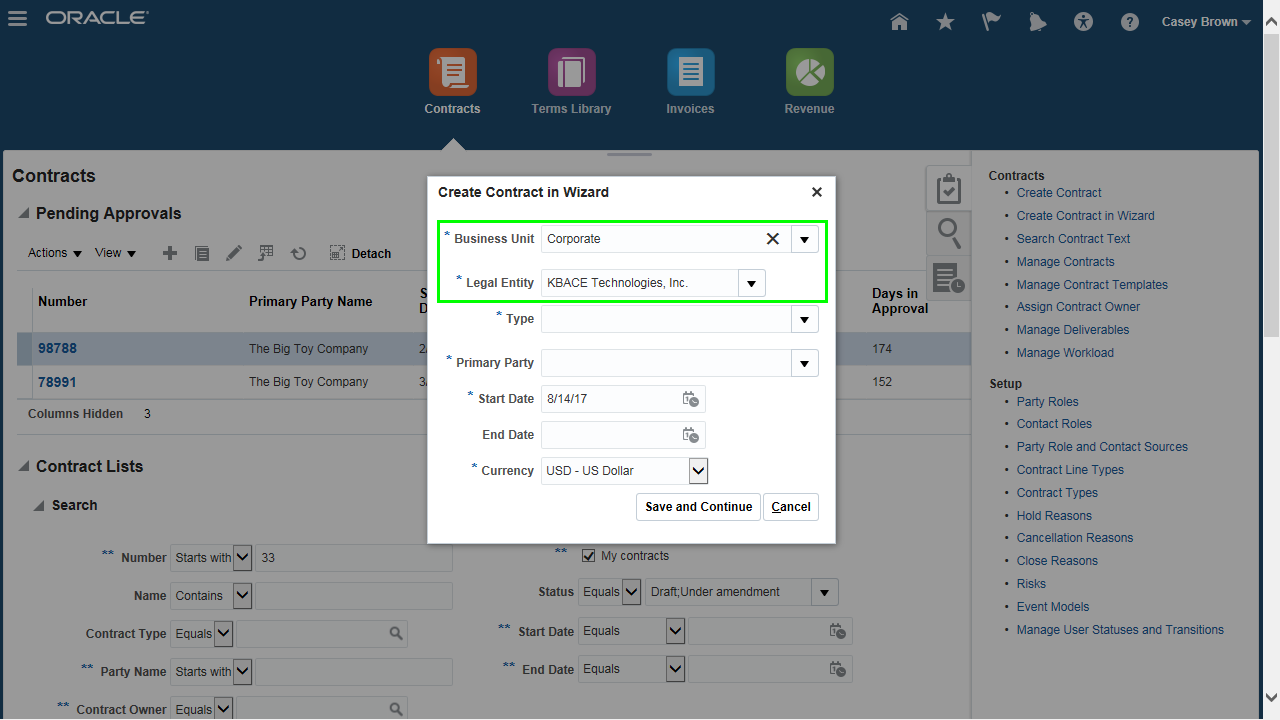 ORACLE
Casey Brown
Contracts
Terms Library
Invoices
Revenue
Contracts
Pending Approvals
Actions View Detach
Number Primary Party Name Days in Approval
98788 The Big Toy Company 174
78991 The Big Toy Company 152
Columns Hidden 3
Contract Lists
Search
** Number Starts with 33
Name Contains
Contract Type Equals
** Party Name Starts with
** Contract Owner Equals
** My contracts
Status Equals Draft;Under amendment
** Start Date Equals
** End Date Equals
Create Contract in Wizard
* Business Unit Corporate
* Legal Entity KBACE Technologies, Inc.
* Type
* Primary Party
* Start Date 8/14/17
End Date
* Currency USD - US Dollar
Save and Continue Cancel
Contracts
• Create Contract
• Create Contract in Wizard
• Search Contract Text
• Manage Contracts
• Manage Contract Templates
• Assign Contract Owner
• Manage Deliverables
• Manage Workload
Setup
• Party Roles
• Contact Roles
• Party Role and Contact Sources
• Contract Line Types
• Contract Types
• Hold Reasons
• Cancellation Reasons
• Close Reasons
• Risks
• Event Models
• Manage User Statuses and Transitions